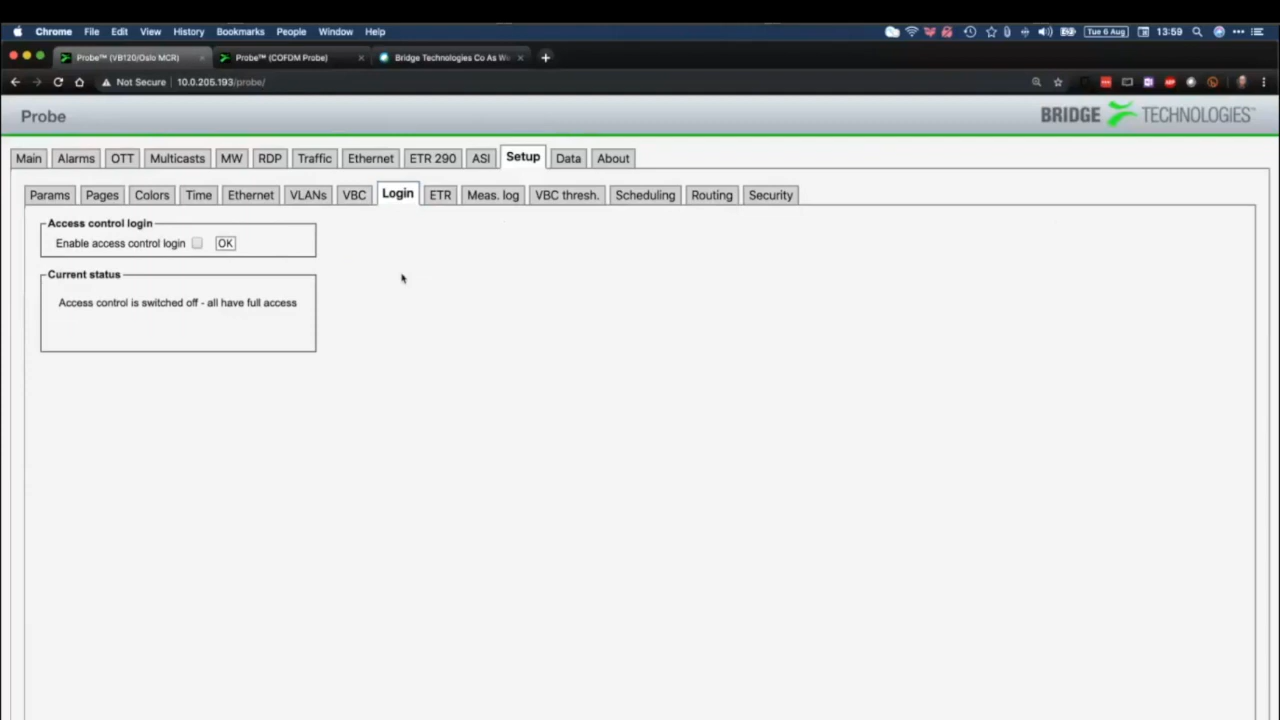 Chrome File Edit View History Bookmarks People Window Help Tue 6 Aug 13:59
Probe™ (VB120/Oslo MCR) Probe™ (COFDM Probe) Bridge Technologies Co As We
Not Secure 10.0.205.193/probe/
Probe BRIDGE TECHNOLOGIES™
Main Alarms OTT Multicasts MW RDP Traffic Ethernet ETR 290 ASI Setup Data About
Params Pages Colors Time Ethernet VLANs VBC Login ETR Meas. log VBC thresh. Scheduling Routing Security
Access control login
Enable access control login OK
Current status
Access control is switched off - all have full access